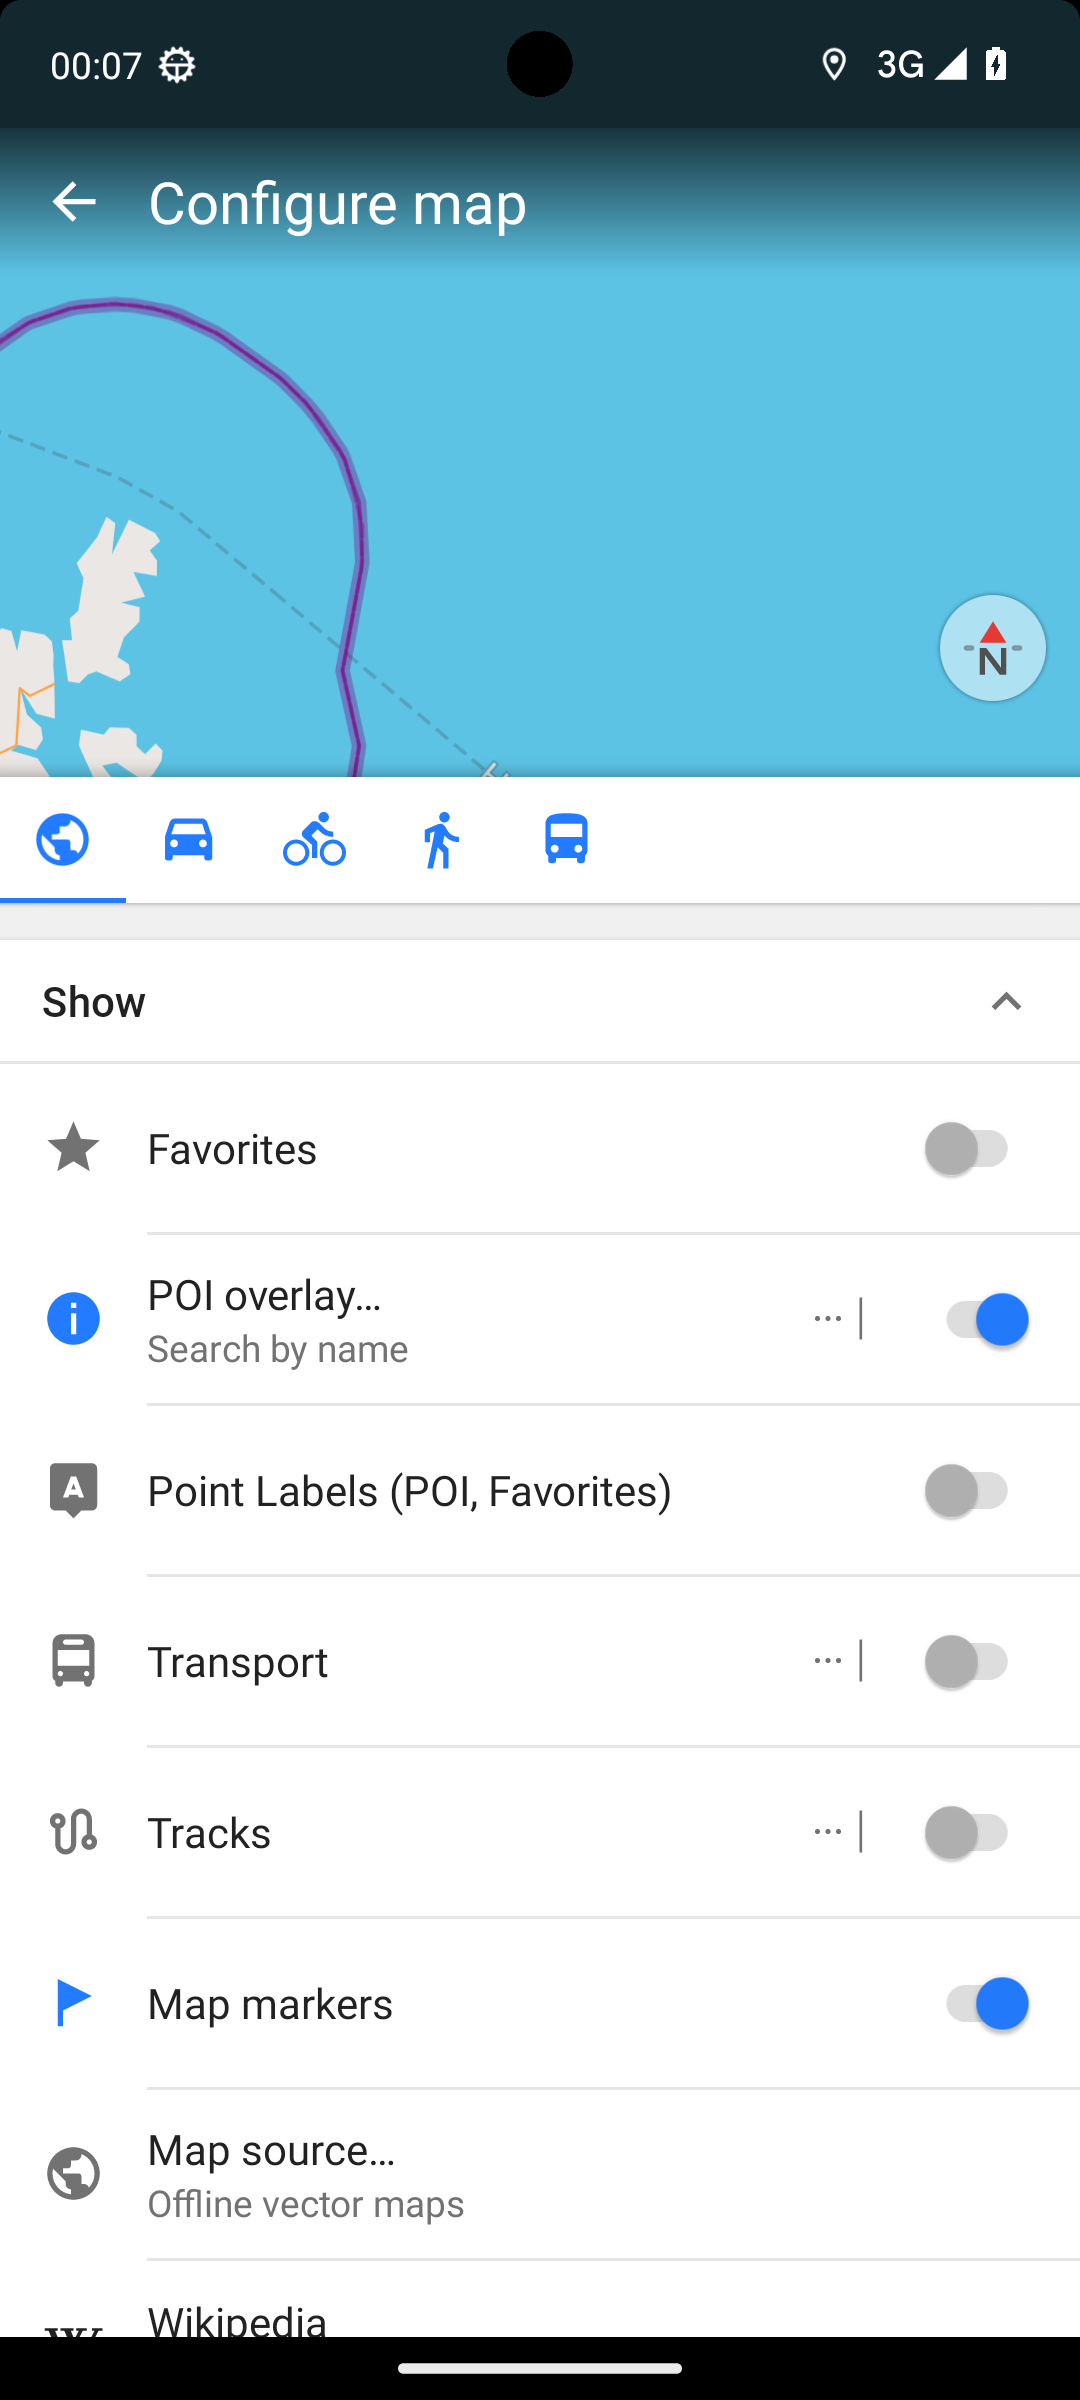 00:07
3G
Configure map
N
Show
Favorites
POI overlay…
Search by name
Point Labels (POI, Favorites)
Transport
Tracks
Map markers
Map source…
Offline vector maps
Wikipedia